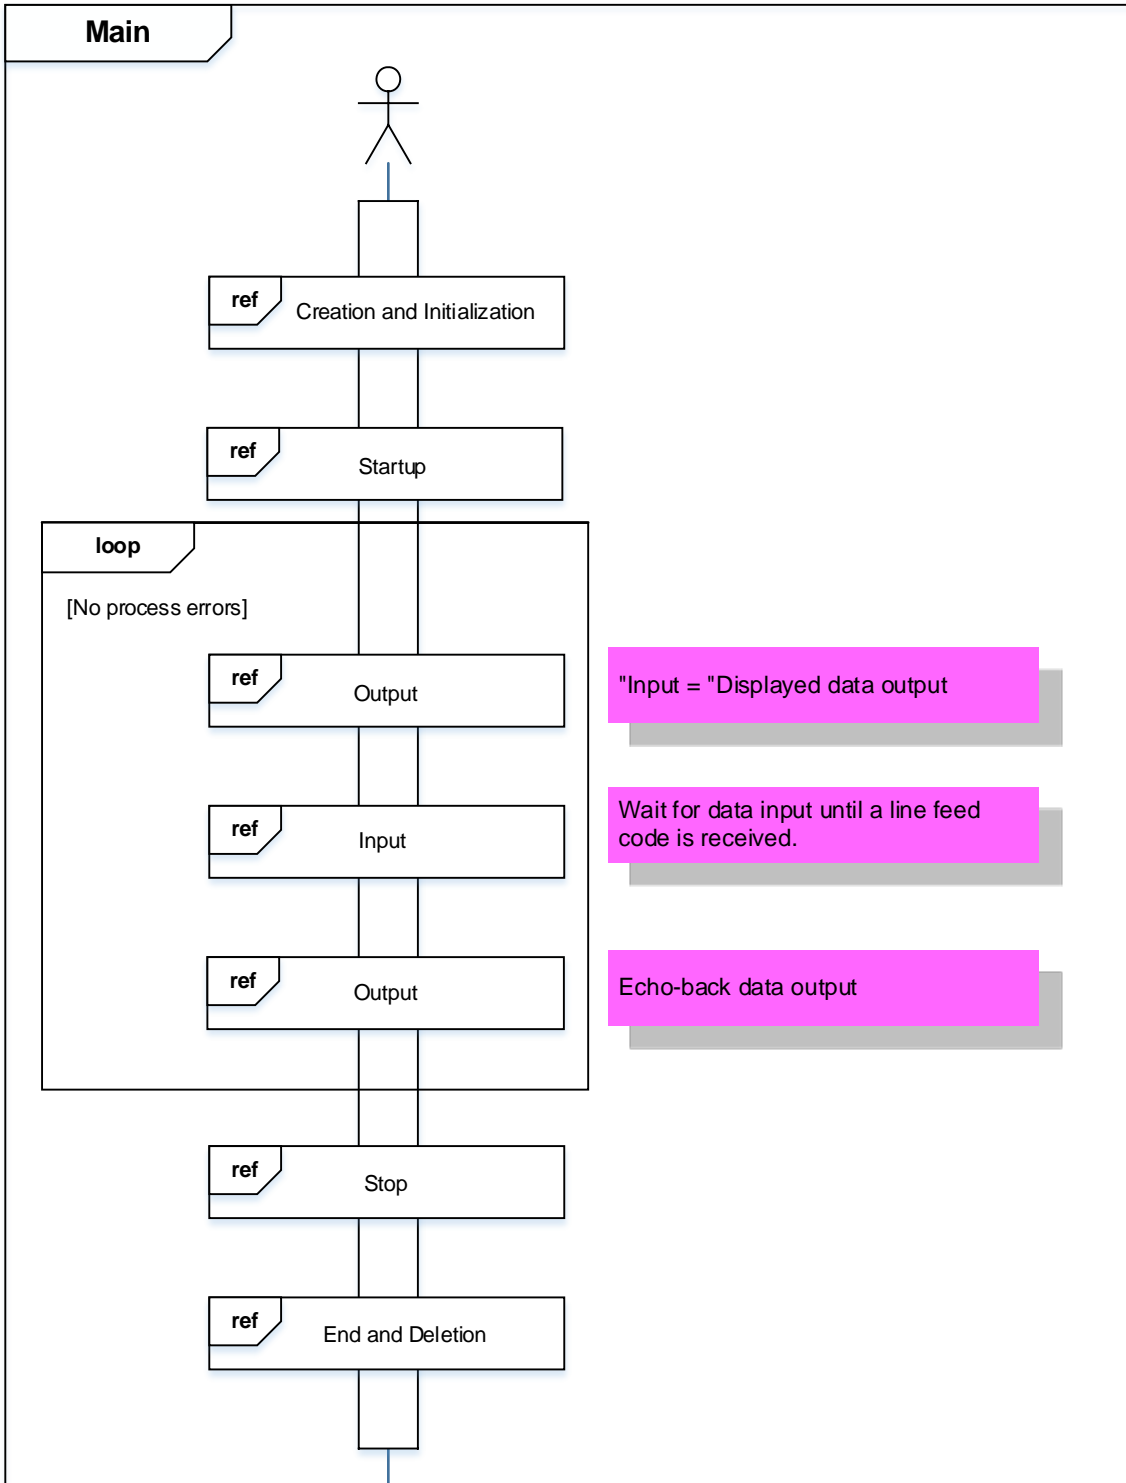 Main
ref
Creation and Initialization
ref
Startup
loop
[No process errors]
ref
Output
"Input = "Displayed data output
ref
Input
Wait for data input until a line feed
code is received.
ref
Output
Echo-back data output
ref
Stop
ref
End and Deletion